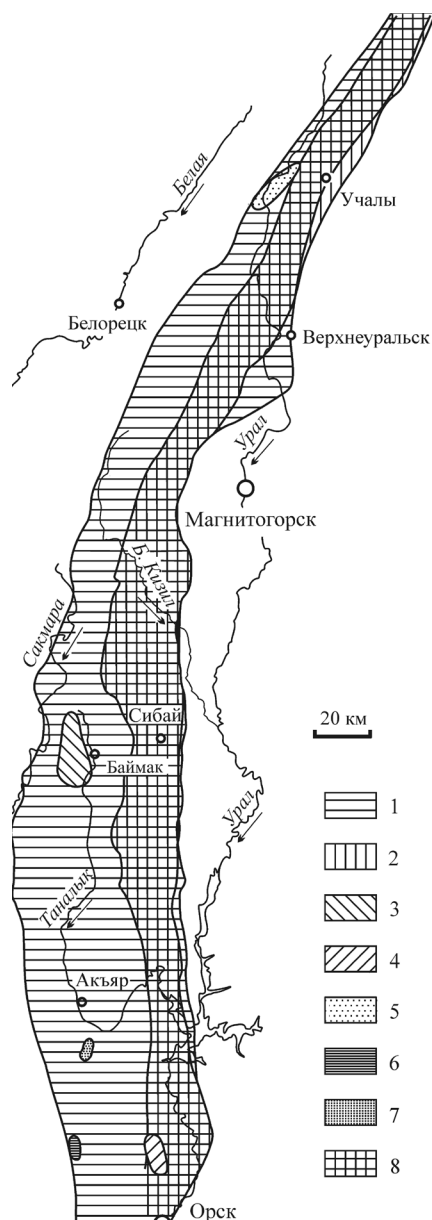 Белая
Учалы
Белорецк
Верхнеуральск
Урал
Магнитогорск
Б. Кизил
Сакмара
Сибай
20 км
Баймак
Урал
Таналык
Акъяр
Орск
1
2
3
4
5
6
7
8